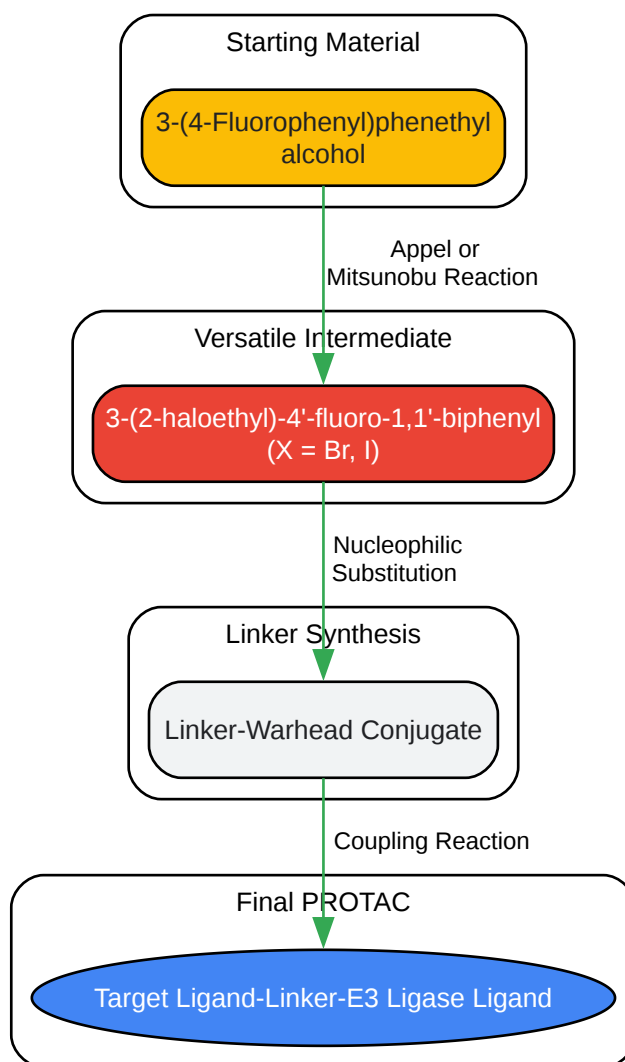 Starting Material
3-(4-Fluorophenyl)phenethyl
alcohol
Appel or
Mitsunobu Reaction
Versatile Intermediate
3-(2-haloethyl)-4'-fluoro-1,1'-biphenyl
(X = Br, I)
Nucleophilic
Substitution
Linker Synthesis
Linker-Warhead Conjugate
Coupling Reaction
Final PROTAC
Target Ligand-Linker-E3 Ligase Ligand